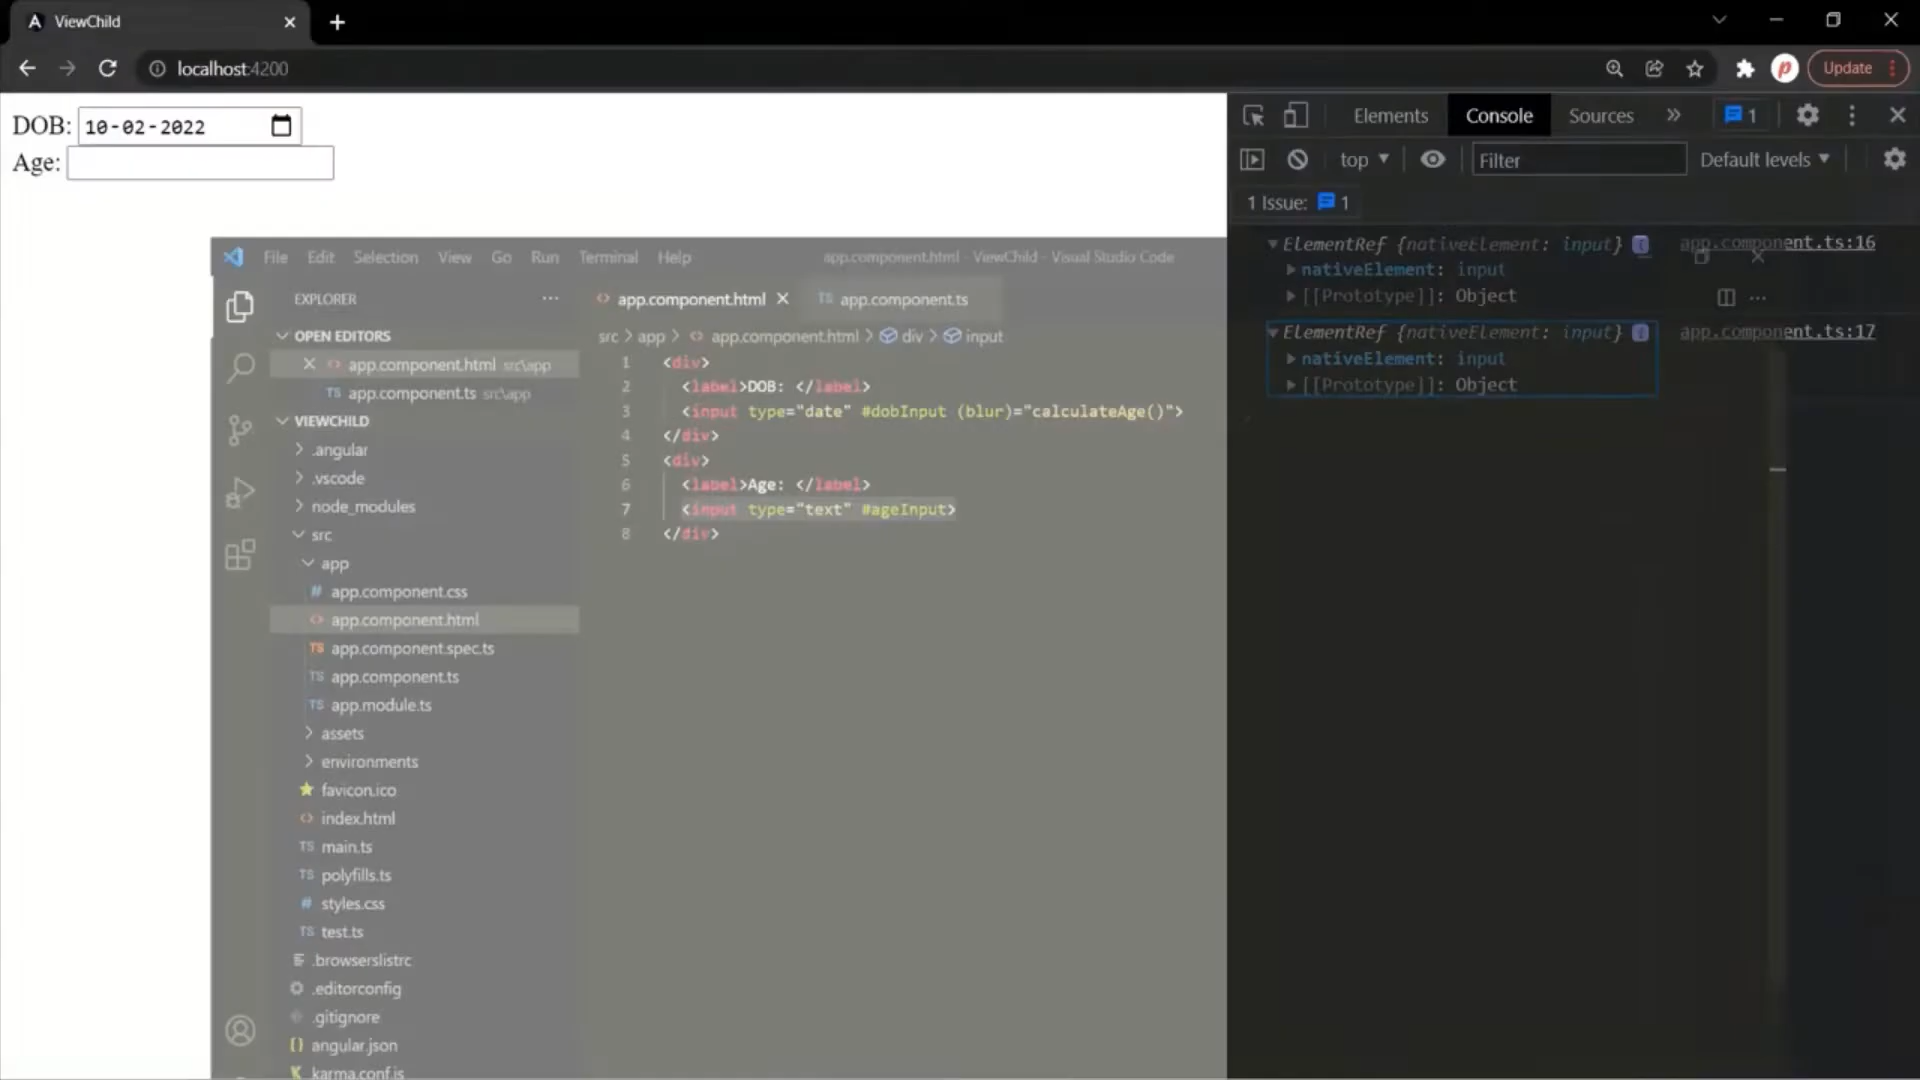 ViewChild
localhost:4200
Update
DOB: 10-02-2022
Age:
Elements Console Sources 1
top Filter Default levels
1 Issue: 1
ElementRef {nativeElement: input} app.component.ts:16
nativeElement: input
[[Prototype]]: Object
ElementRef {nativeElement: input} app.component.ts:17
nativeElement: input
[[Prototype]]: Object
File Edit Selection View Go Run Terminal Help app.component.html - ViewChild - Visual Studio Code
EXPLORER
app.component.html TS app.component.ts
OPEN EDITORS
src > app > app.component.html > div > input
app.component.html src\app
TS app.component.ts src\app
VIEWCHILD
.angular
.vscode
node_modules
src
app
# app.component.css
app.component.html
TS app.component.spec.ts
TS app.component.ts
TS app.module.ts
assets
environments
favicon.ico
index.html
TS main.ts
TS polyfills.ts
# styles.css
TS test.ts
.browserslistrc
.editorconfig
.gitignore
angular.json
karma.conf.js
1 <div>
2 <label>DOB: </label>
3 <input type="date" #dobInput (blur)="calculateAge()">
4 </div>
5 <div>
6 <label>Age: </label>
7 <input type="text" #ageInput>
8 </div>